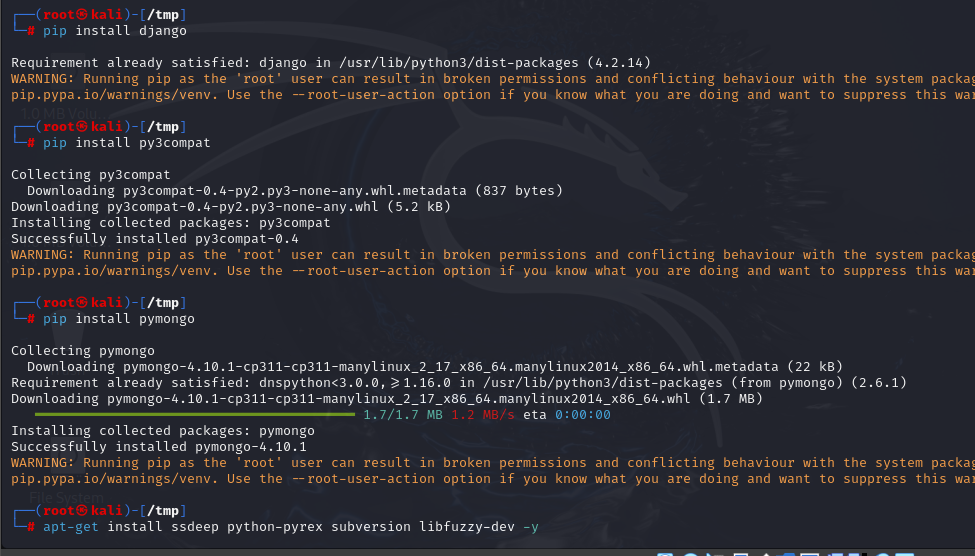 ┌──(root㉿kali)-[/tmp]
└─# pip install django
Requirement already satisfied: django in /usr/lib/python3/dist-packages (4.2.14)
WARNING: Running pip as the 'root' user can result in broken permissions and conflicting behaviour with the system packag
pip.pypa.io/warnings/venv. Use the --root-user-action option if you know what you are doing and want to suppress this war
1.0 MB Volu...
┌──(root㉿kali)-[/tmp]
└─# pip install py3compat
Collecting py3compat
  Downloading py3compat-0.4-py2.py3-none-any.whl.metadata (837 bytes)
Downloading py3compat-0.4-py2.py3-none-any.whl (5.2 kB)
Installing collected packages: py3compat
Successfully installed py3compat-0.4
WARNING: Running pip as the 'root' user can result in broken permissions and conflicting behaviour with the system packag
pip.pypa.io/warnings/venv. Use the --root-user-action option if you know what you are doing and want to suppress this war
┌──(root㉿kali)-[/tmp]
└─# pip install pymongo
Collecting pymongo
  Downloading pymongo-4.10.1-cp311-cp311-manylinux_2_17_x86_64.manylinux2014_x86_64.whl.metadata (22 kB)
Requirement already satisfied: dnspython<3.0.0,>=1.16.0 in /usr/lib/python3/dist-packages (from pymongo) (2.6.1)
Downloading pymongo-4.10.1-cp311-cp311-manylinux_2_17_x86_64.manylinux2014_x86_64.whl (1.7 MB)
1.7/1.7 MB 1.2 MB/s eta 0:00:00
Installing collected packages: pymongo
Successfully installed pymongo-4.10.1
WARNING: Running pip as the 'root' user can result in broken permissions and conflicting behaviour with the system packag
pip.pypa.io/warnings/venv. Use the --root-user-action option if you know what you are doing and want to suppress this war
File System
┌──(root㉿kali)-[/tmp]
└─# apt-get install ssdeep python-pyrex subversion libfuzzy-dev -y